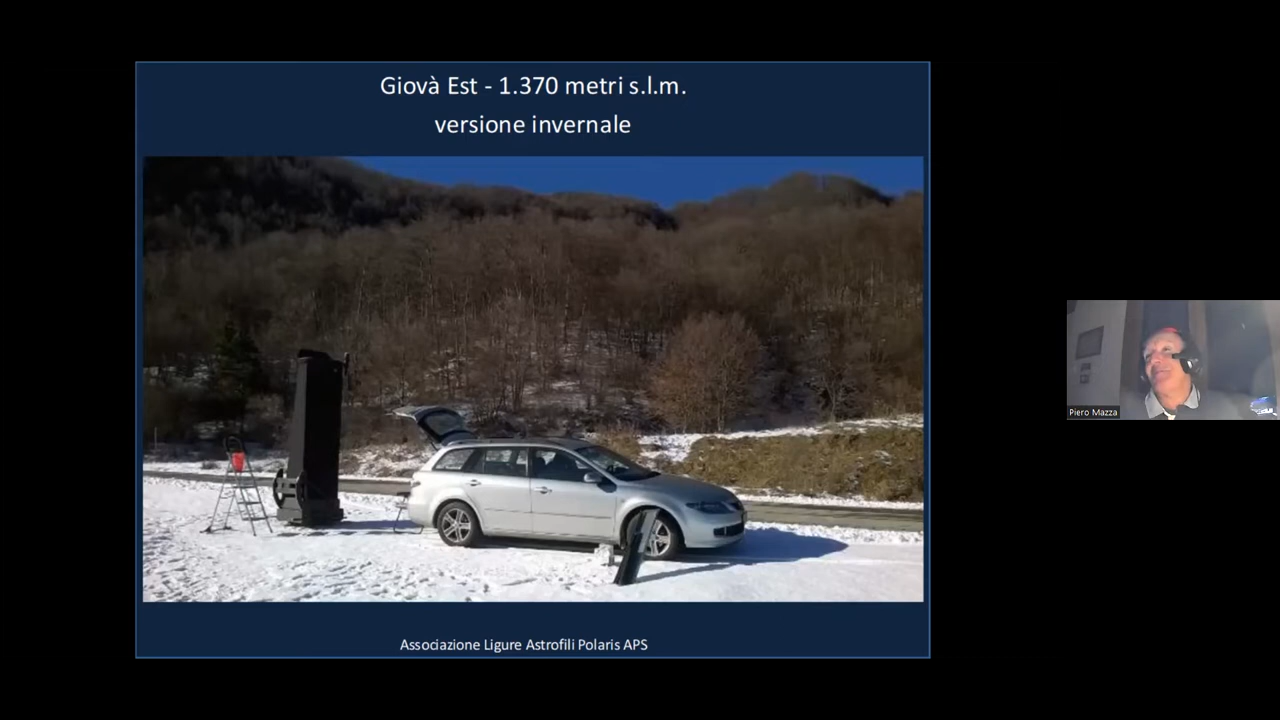 Giovà Est - 1.370 metri s.l.m.
versione invernale
Piero Mazza
Associazione Ligure Astrofili Polaris APS